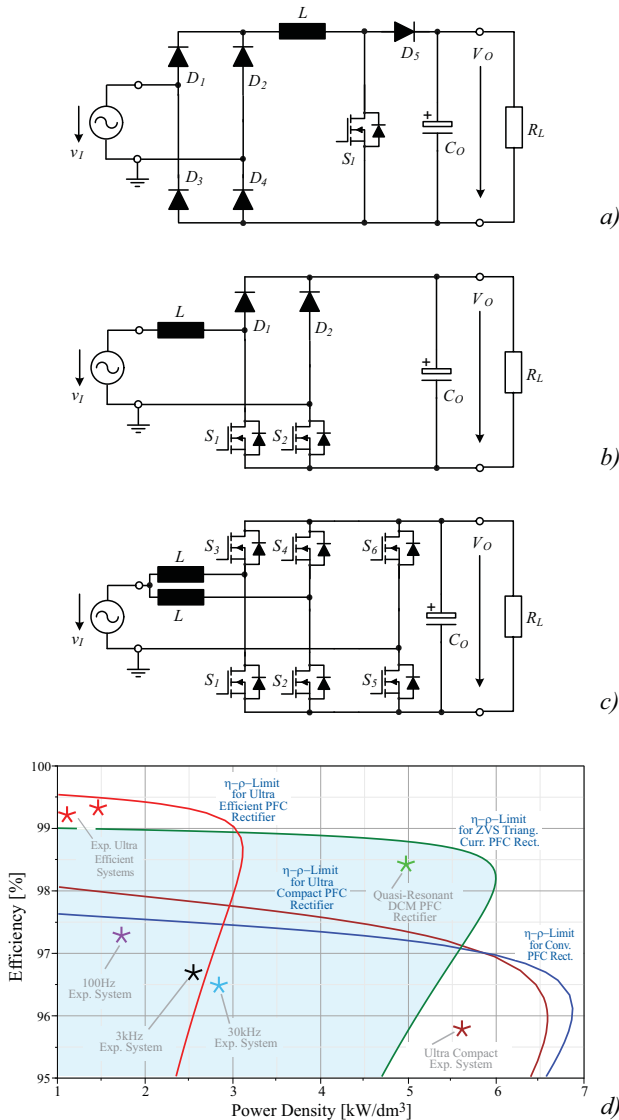 L
D5
VO
D1
D2
vI
S1
CO
RL
D3
D4
a)
VO
L
D1
D2
vI
CO
RL
S1
S2
b)
S3
S4
S6
VO
L
L
vI
CO
RL
S1
S2
S5
c)
100
99
98
97
96
95
Efficiency [%]
η–ρ–Limit
for Ultra
Efficient PFC
Rectifier
η–ρ–Limit
for ZVS Triang.
Curr. PFC Rect.
Exp. Ultra
Efficient
Systems
η–ρ–Limit
for Ultra
Compact PFC
Rectifier
Quasi-Resonant
DCM PFC
Rectifier
η–ρ–Limit
for Conv.
PFC Rect.
100Hz
Exp. System
3kHz
Exp. System
30kHz
Exp. System
Ultra Compact
Exp. System
1 2 3 4 5 6 7
Power Density [kW/dm³]
d)